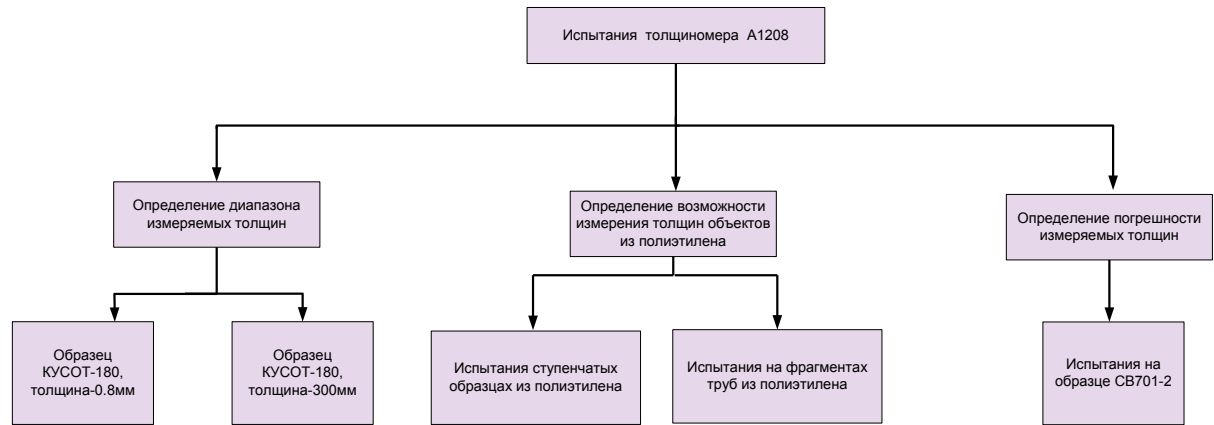 Испытания толщиномера А1208
Определение диапазона
измеряемых толщин
Определение возможности
измерения толщин объектов
из полиэтилена
Определение погрешности
измеряемых толщин
Образец
КУСОТ-180,
толщина-0.8мм
Образец
КУСОТ-180,
толщина-300мм
Испытания ступенчатых
образцах из полиэтилена
Испытания на фрагментах
труб из полиэтилена
Испытания на
образце СВ701-2